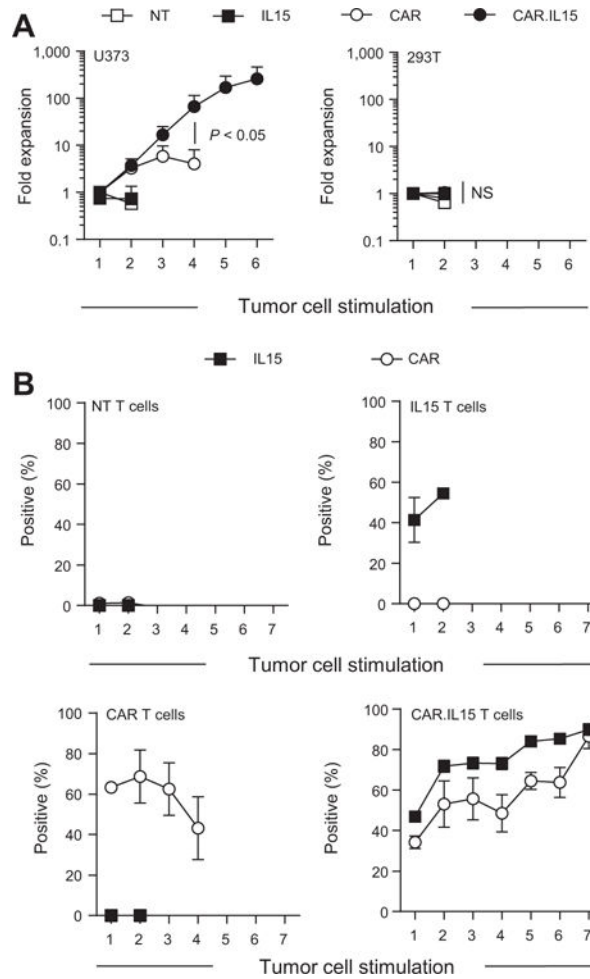 A
NT IL15 CAR CAR.IL15
U373
Fold expansion
1,000
100
10
1
0.1
P < 0.05
1 2 3 4 5 6
293T
Fold expansion
1,000
100
10
1
0.1
NS
1 2 3 4 5 6
Tumor cell stimulation
B
IL15 CAR
NT T cells
Positive (%)
100
80
60
40
20
0
1 2 3 4 5 6 7
IL15 T cells
Positive (%)
100
80
60
40
20
0
1 2 3 4 5 6 7
Tumor cell stimulation
CAR T cells
Positive (%)
100
80
60
40
20
0
1 2 3 4 5 6 7
CAR.IL15 T cells
Positive (%)
100
80
60
40
60
80
0
1 2 3 4 5 6 7
Tumor cell stimulation